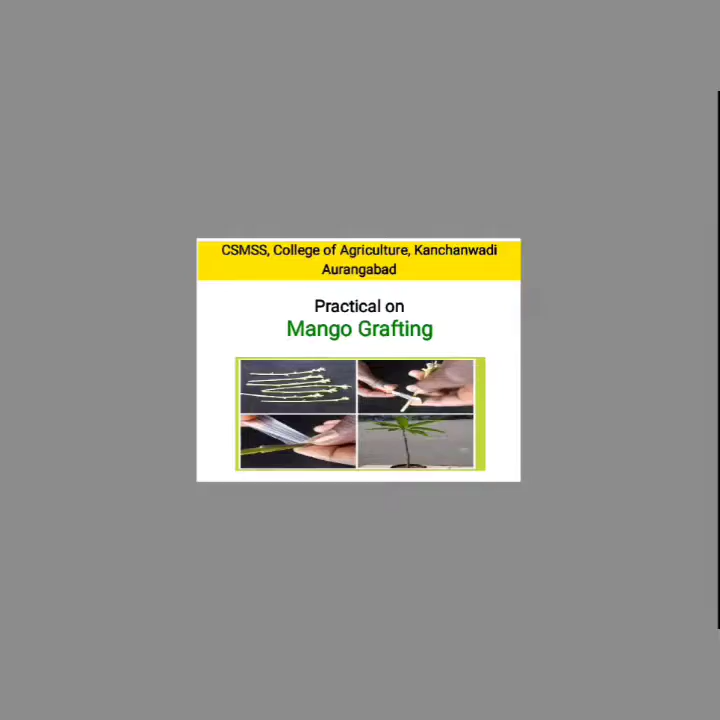 CSMSS, College of Agriculture, Kanchanwadi
Aurangabad
Practical on
Mango Grafting